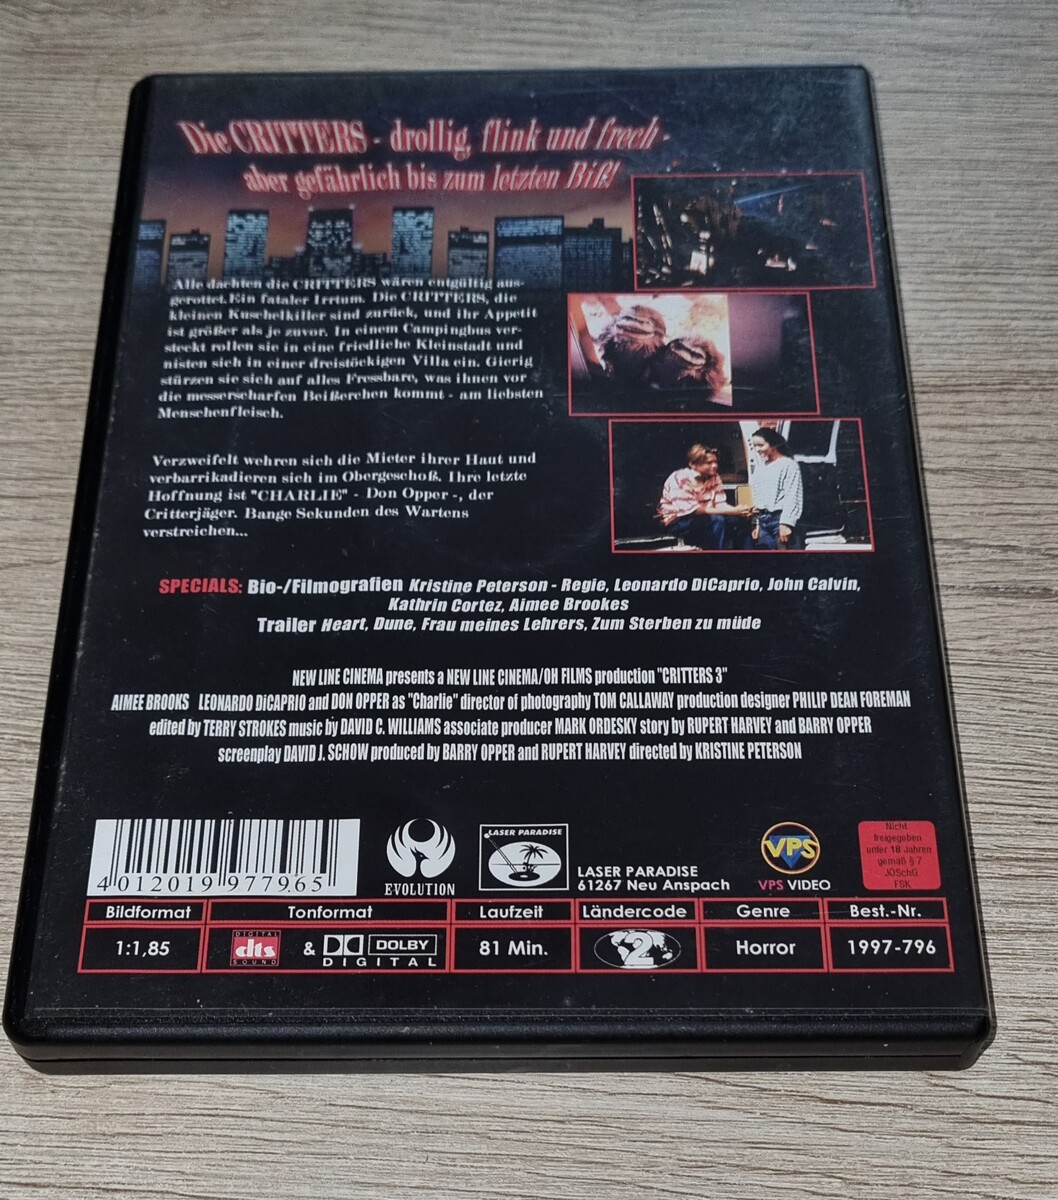 Die CRITTERS - drollig, flink und frech -
aber gefährlich bis zum letzten Biß!
Alle dachten die CRITTERS wären entgültig aus-
gerottet. Ein fataler Irrtum. Die CRITTERS, die
kleinen Kuschelkiller sind zurück, und ihr Appetit
ist größer als je zuvor. In einem Campingbus ver-
steckt rollen sie in eine friedliche Kleinstadt und
nisten sich in einer dreistöckigen Villa ein. Gierig
stürzen sie sich auf alles Fressbare, was ihnen vor
die messerscharfen Beißerchen kommt - am liebsten
Menschenfleisch.
Verzweifelt wehren sich die Mieter ihrer Haut und
verbarrikadieren sich im Obergeschoß. Ihre letzte
Hoffnung ist "CHARLIE" - Don Opper -, der
Critterjäger. Bange Sekunden des Wartens
verstreichen...
SPECIALS: Bio-/Filmografien Kristine Peterson - Regie, Leonardo DiCaprio, John Calvin,
Kathrin Cortez, Aimee Brookes
Trailer Heart, Dune, Frau meines Lehrers, Zum Sterben zu müde
NEW LINE CINEMA presents a NEW LINE CINEMA/OH FILMS production "CRITTERS 3"
AIMEE BROOKS LEONARDO DiCAPRIO and DON OPPER as "Charlie" director of photography TOM CALLAWAY production designer PHILIP DEAN FOREMAN
edited by TERRY STROKES music by DAVID C. WILLIAMS associate producer MARK ORDESKY story by RUPERT HARVEY and BARRY OPPER
screenplay DAVID J. SCHOW produced by BARRY OPPER and RUPERT HARVEY directed by KRISTINE PETERSON
4 012019 977965
EVOLUTION
LASER PARADISE
LASER PARADISE
61267 Neu Anspach
VPS
VPS VIDEO
Nicht
freigegeben
unter 18 Jahren
gemäß § 7
JÖSchG
FSK
Bildformat Tonformat Laufzeit Ländercode Genre Best.-Nr.
1:1,85 DIGITAL dts SOUND & DOLBY DIGITAL 81 Min. 2 Horror 1997-796